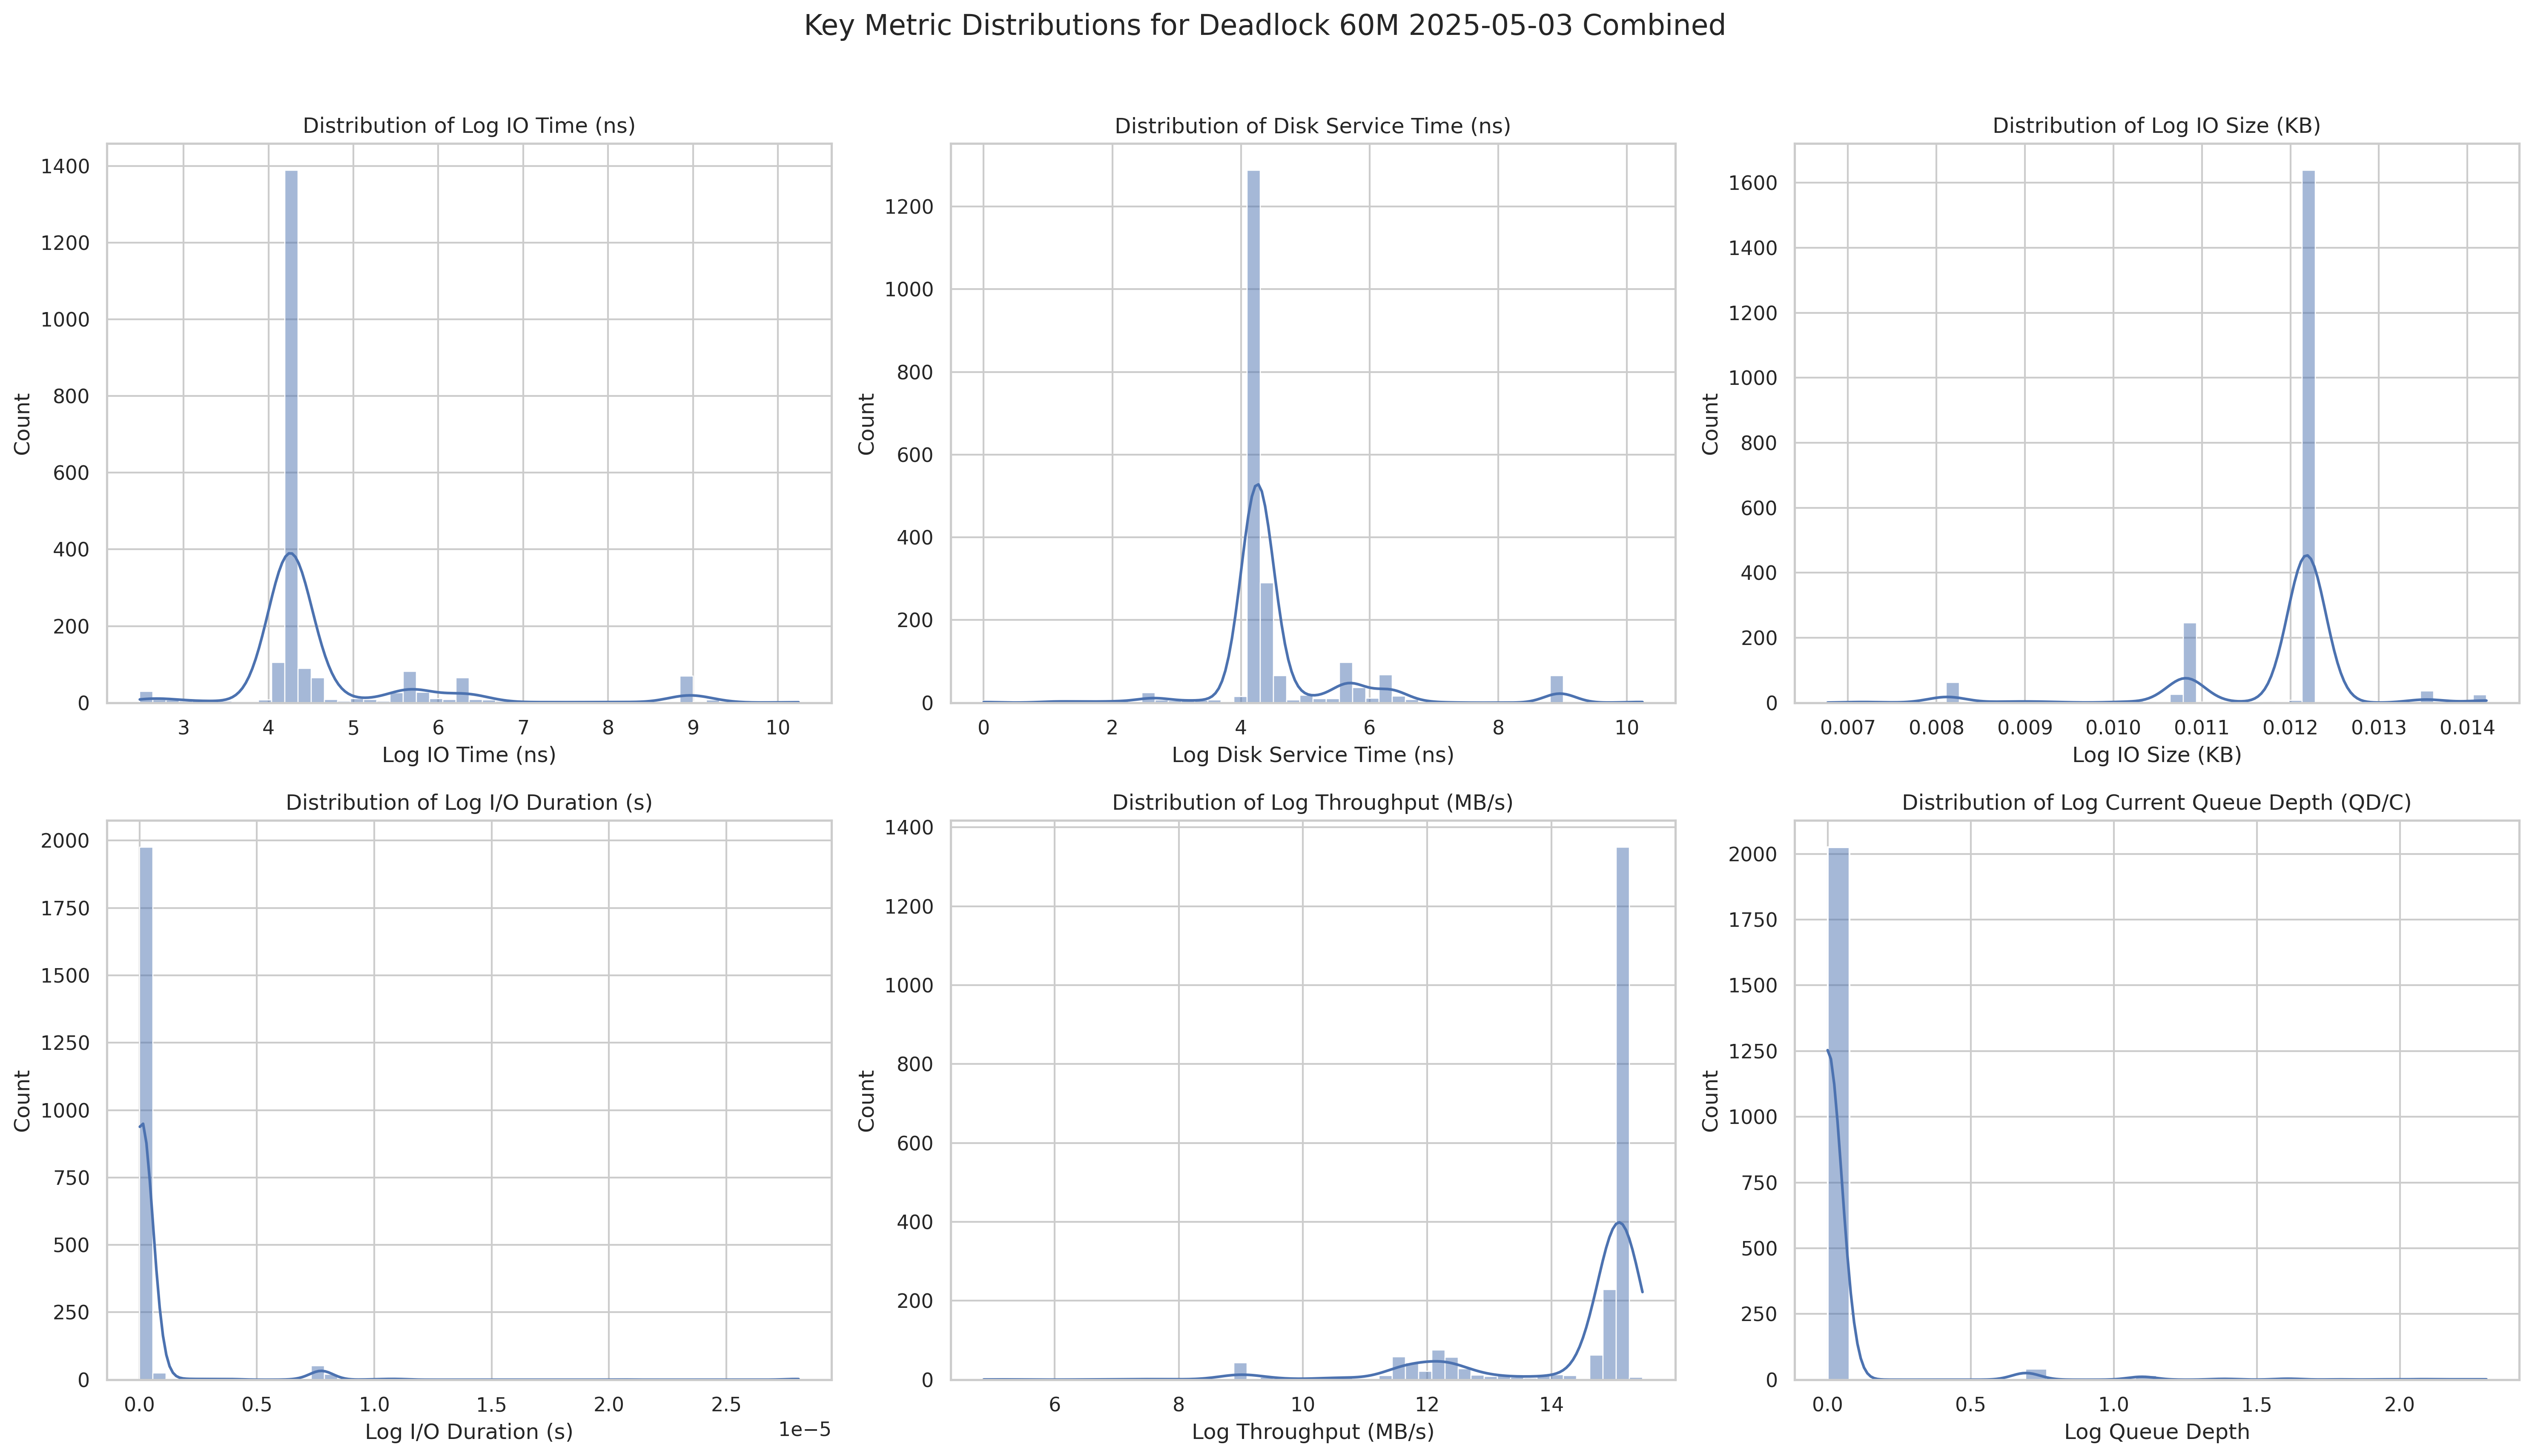 Key Metric Distributions for Deadlock 60M 2025-05-03 Combined
Distribution of Log IO Time (ns)
Count
1400
1200
1000
800
600
400
200
0
3 4 5 6 7 8 9 10
Log IO Time (ns)
Distribution of Disk Service Time (ns)
Count
1200
1000
800
600
400
200
0
0 2 4 6 8 10
Log Disk Service Time (ns)
Distribution of Log IO Size (KB)
Count
1600
1400
1200
1000
800
600
400
200
0
0.007 0.008 0.009 0.010 0.011 0.012 0.013 0.014
Log IO Size (KB)
Distribution of Log I/O Duration (s)
Count
2000
1750
1500
1250
1000
750
500
250
0
0.0 0.5 1.0 1.5 2.0 2.5
1e−5
Log I/O Duration (s)
Distribution of Log Throughput (MB/s)
Count
1400
1200
1000
800
600
400
200
0
6 8 10 12 14
Log Throughput (MB/s)
Distribution of Log Current Queue Depth (QD/C)
Count
2000
1750
1500
1250
1000
750
500
250
0
0.0 0.5 1.0 1.5 2.0
Log Queue Depth